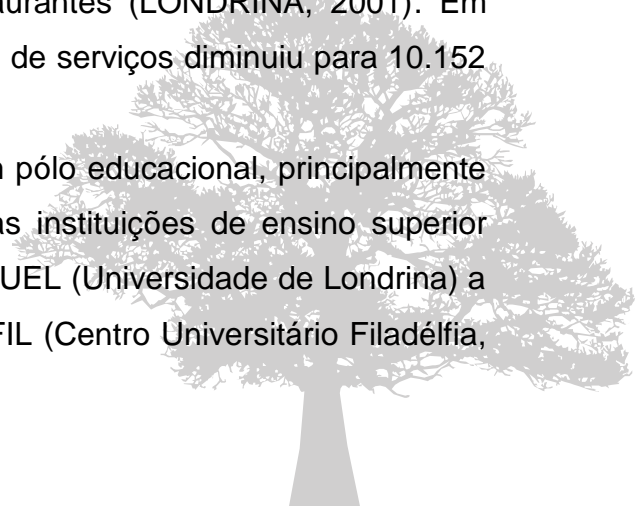 aurantes (LONDRINA, 2001). Em
de serviços diminuiu para 10.152
pólo educacional, principalmente
as instituições de ensino superior
UEL (Universidade de Londrina) a
FIL (Centro Universitário Filadélfia,